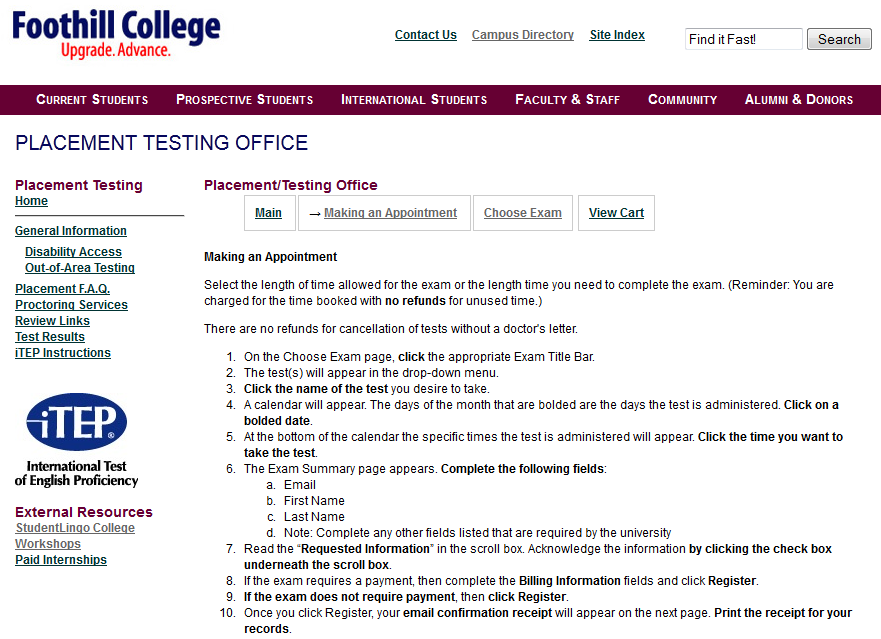 Foothill College
Upgrade. Advance.
Contact Us Campus Directory Site Index Find it Fast! Search
CURRENT STUDENTS PROSPECTIVE STUDENTS INTERNATIONAL STUDENTS FACULTY & STAFF COMMUNITY ALUMNI & DONORS
PLACEMENT TESTING OFFICE
Placement Testing
Home
General Information
Disability Access
Out-of-Area Testing
Placement F.A.Q.
Proctoring Services
Review Links
Test Results
iTEP Instructions
iTEP®
International Test
of English Proficiency
External Resources
StudentLingo College
Workshops
Paid Internships
Placement/Testing Office
Main → Making an Appointment Choose Exam View Cart
Making an Appointment
Select the length of time allowed for the exam or the length time you need to complete the exam. (Reminder: You are
charged for the time booked with no refunds for unused time.)
There are no refunds for cancellation of tests without a doctor's letter.
1. On the Choose Exam page, click the appropriate Exam Title Bar.
2. The test(s) will appear in the drop-down menu.
3. Click the name of the test you desire to take.
4. A calendar will appear. The days of the month that are bolded are the days the test is administered. Click on a
bolded date.
5. At the bottom of the calendar the specific times the test is administered will appear. Click the time you want to
take the test.
6. The Exam Summary page appears. Complete the following fields:
a. Email
b. First Name
c. Last Name
d. Note: Complete any other fields listed that are required by the university
7. Read the “Requested Information” in the scroll box. Acknowledge the information by clicking the check box
underneath the scroll box.
8. If the exam requires a payment, then complete the Billing Information fields and click Register.
9. If the exam does not require payment, then click Register.
10. Once you click Register, your email confirmation receipt will appear on the next page. Print the receipt for your
records.